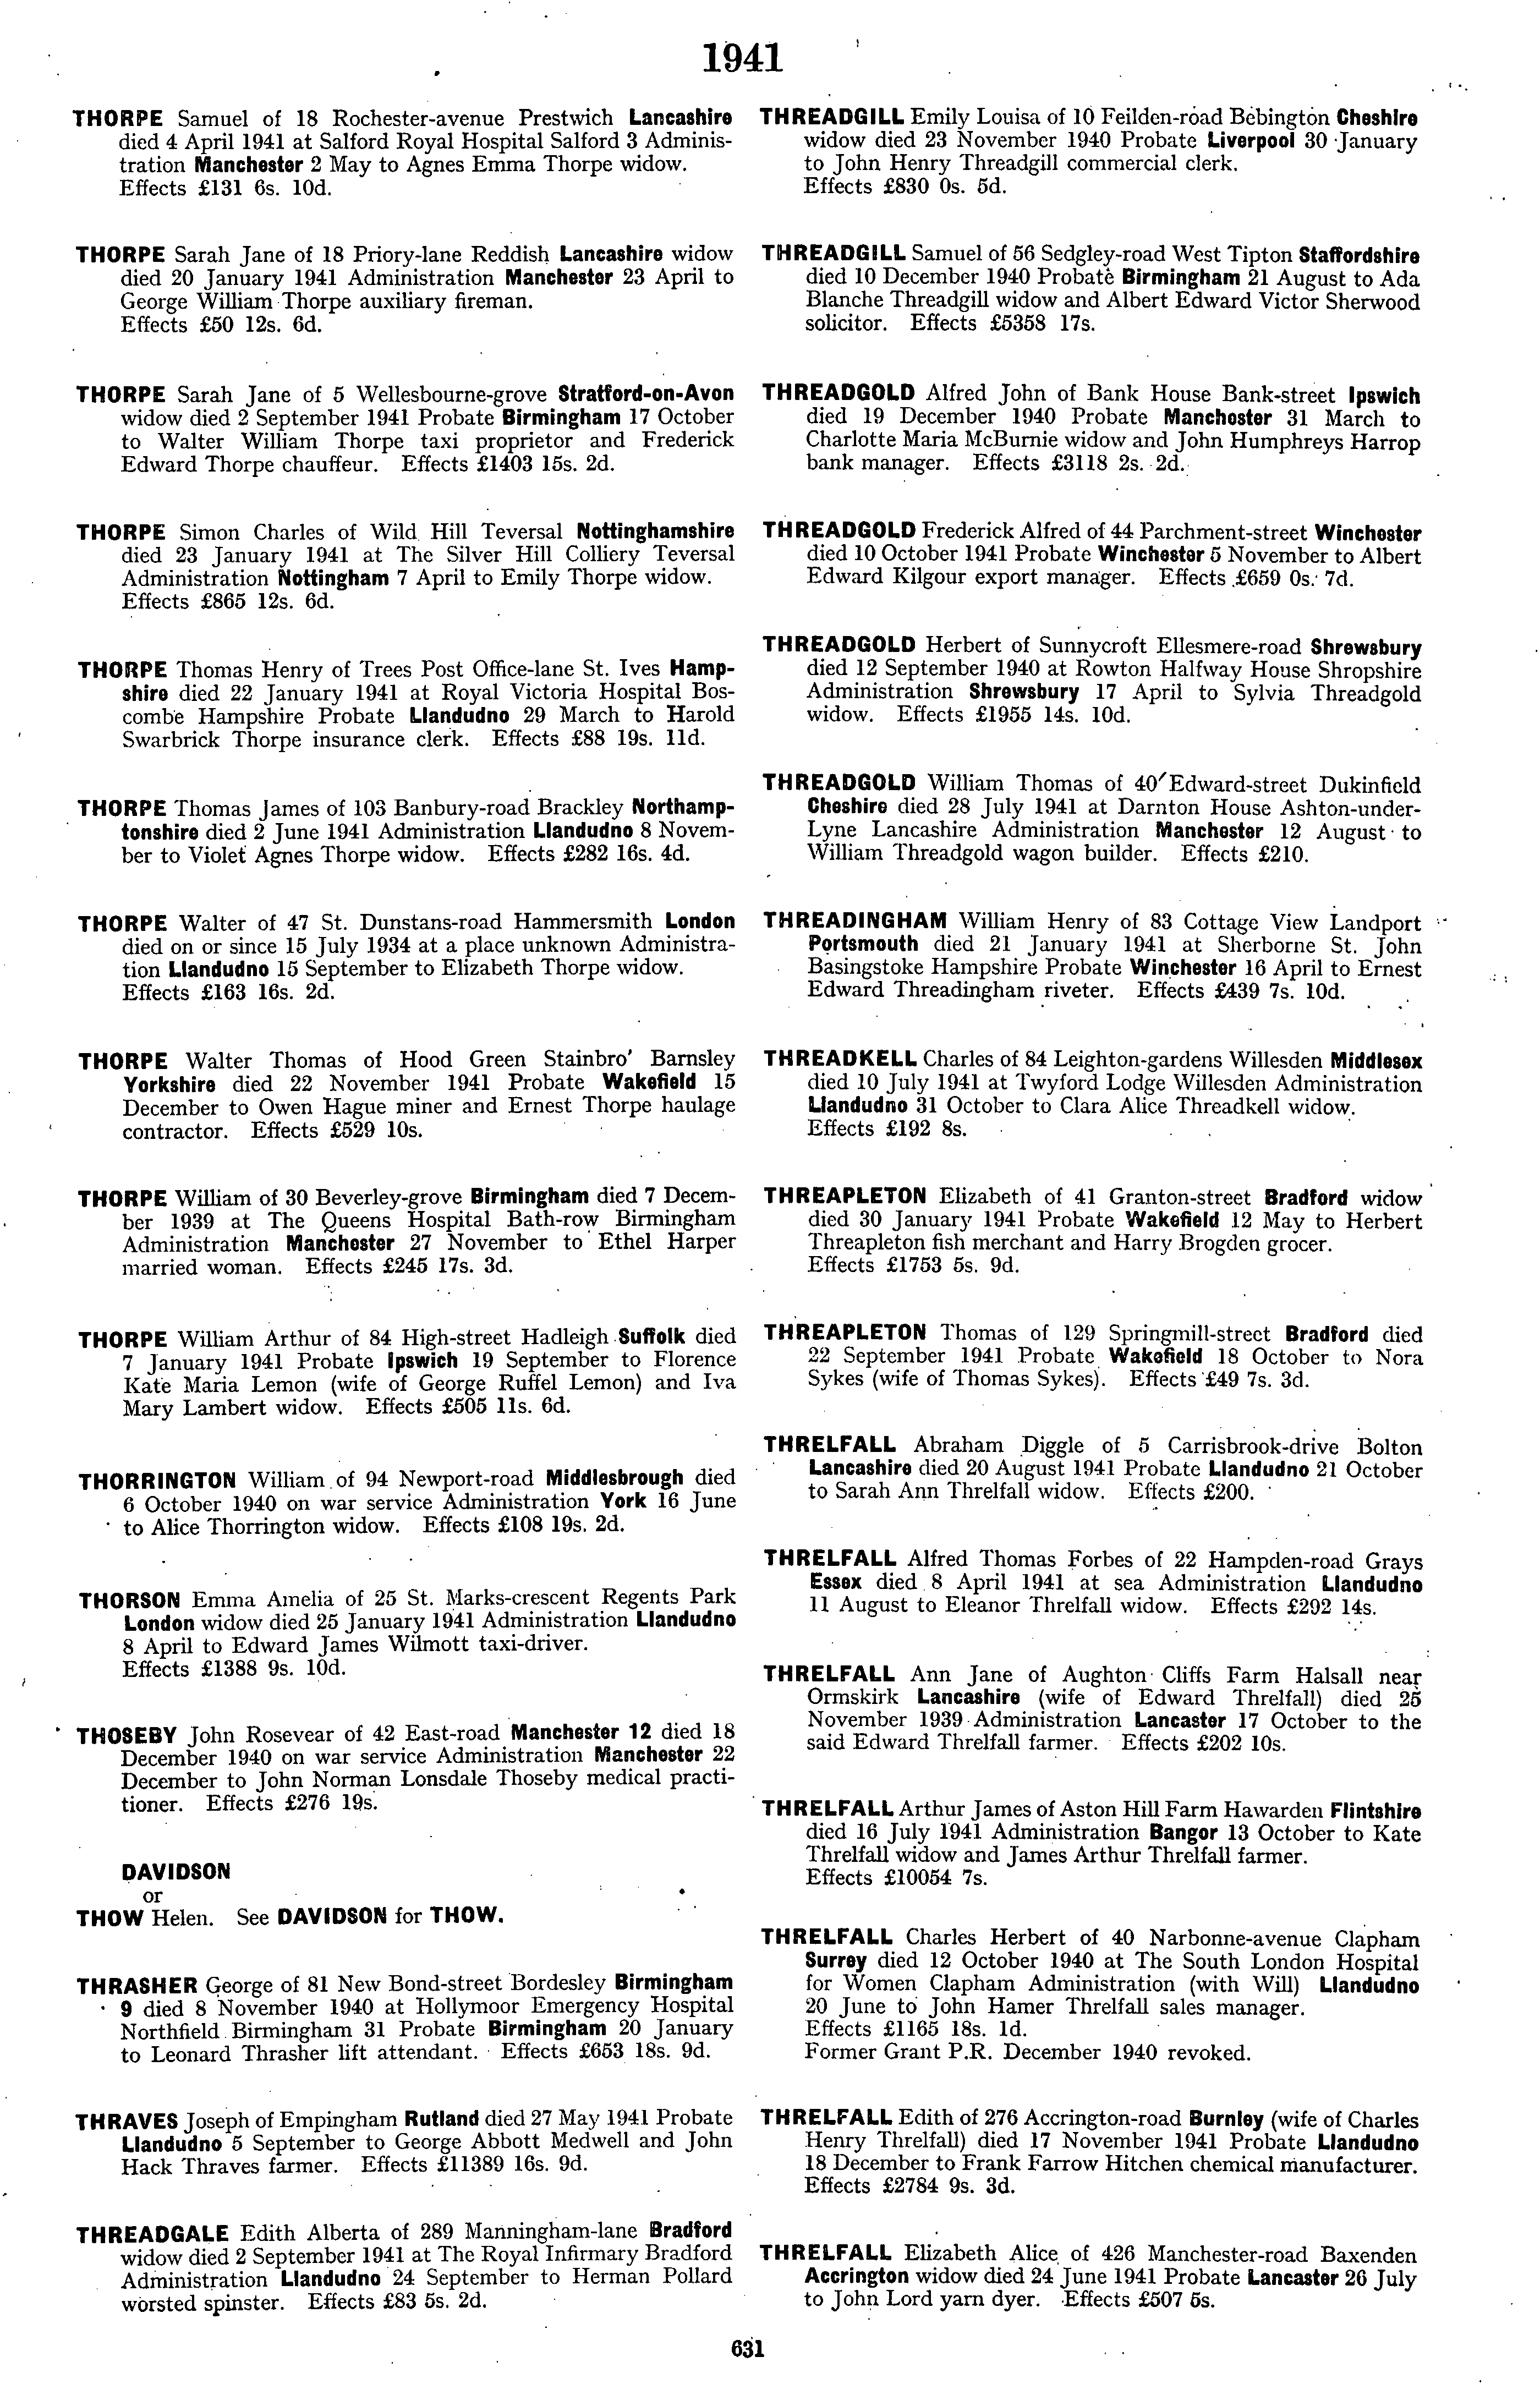 1941
THORPE Samuel of 18 Rochester-avenue Prestwich Lancashire
died 4 April 1941 at Salford Royal Hospital Salford 3 Adminis-
tration Manchester 2 May to Agnes Emma Thorpe widow.
Effects £131 6s. 10d.
THORPE Sarah Jane of 18 Priory-lane Reddish Lancashire widow
died 20 January 1941 Administration Manchester 23 April to
George William Thorpe auxiliary fireman.
Effects £50 12s. 6d.
THORPE Sarah Jane of 5 Wellesbourne-grove Stratford-on-Avon
widow died 2 September 1941 Probate Birmingham 17 October
to Walter William Thorpe taxi proprietor and Frederick
Edward Thorpe chauffeur. Effects £1403 15s. 2d.
THORPE Simon Charles of Wild Hill Teversal Nottinghamshire
died 23 January 1941 at The Silver Hill Colliery Teversal
Administration Nottingham 7 April to Emily Thorpe widow.
Effects £865 12s. 6d.
THORPE Thomas Henry of Trees Post Office-lane St. Ives Hamp-
shire died 22 January 1941 at Royal Victoria Hospital Bos-
combe Hampshire Probate Llandudno 29 March to Harold
Swarbrick Thorpe insurance clerk. Effects £88 19s. 11d.
THORPE Thomas James of 103 Banbury-road Brackley Northamp-
tonshire died 2 June 1941 Administration Llandudno 8 Novem-
ber to Violet Agnes Thorpe widow. Effects £282 16s. 4d.
THORPE Walter of 47 St. Dunstans-road Hammersmith London
died on or since 15 July 1934 at a place unknown Administra-
tion Llandudno 15 September to Elizabeth Thorpe widow.
Effects £163 16s. 2d.
THORPE Walter Thomas of Hood Green Stainbro' Barnsley
Yorkshire died 22 November 1941 Probate Wakefield 15
December to Owen Hague miner and Ernest Thorpe haulage
contractor. Effects £529 10s.
THORPE William of 30 Beverley-grove Birmingham died 7 Decem-
ber 1939 at The Queens Hospital Bath-row Birmingham
Administration Manchester 27 November to Ethel Harper
married woman. Effects £245 17s. 3d.
THORPE William Arthur of 84 High-street Hadleigh Suffolk died
7 January 1941 Probate Ipswich 19 September to Florence
Kate Maria Lemon (wife of George Ruffel Lemon) and Iva
Mary Lambert widow. Effects £505 11s. 6d.
THORRINGTON William of 94 Newport-road Middlesbrough died
6 October 1940 on war service Administration York 16 June
to Alice Thorrington widow. Effects £108 19s. 2d.
THORSON Emma Amelia of 25 St. Marks-crescent Regents Park
London widow died 25 January 1941 Administration Llandudno
8 April to Edward James Wilmott taxi-driver.
Effects £1388 9s. 10d.
THOSEBY John Rosevear of 42 East-road Manchester 12 died 18
December 1940 on war service Administration Manchester 22
December to John Norman Lonsdale Thoseby medical practi-
tioner. Effects £276 19s.
DAVIDSON
or
THOW Helen. See DAVIDSON for THOW.
THRASHER George of 81 New Bond-street Bordesley Birmingham
9 died 8 November 1940 at Hollymoor Emergency Hospital
Northfield Birmingham 31 Probate Birmingham 20 January
to Leonard Thrasher lift attendant. Effects £653 18s. 9d.
THRAVES Joseph of Empingham Rutland died 27 May 1941 Probate
Llandudno 5 September to George Abbott Medwell and John
Hack Thraves farmer. Effects £11389 16s. 9d.
THREADGALE Edith Alberta of 289 Manningham-lane Bradford
widow died 2 September 1941 at The Royal Infirmary Bradford
Administration Llandudno 24 September to Herman Pollard
worsted spinster. Effects £83 5s. 2d.
THREADGILL Emily Louisa of 10 Feilden-road Bebington Cheshire
widow died 23 November 1940 Probate Liverpool 30 January
to John Henry Threadgill commercial clerk.
Effects £830 0s. 5d.
THREADGILL Samuel of 56 Sedgley-road West Tipton Staffordshire
died 10 December 1940 Probate Birmingham 21 August to Ada
Blanche Threadgill widow and Albert Edward Victor Sherwood
solicitor. Effects £5358 17s.
THREADGOLD Alfred John of Bank House Bank-street Ipswich
died 19 December 1940 Probate Manchester 31 March to
Charlotte Maria McBurnie widow and John Humphreys Harrop
bank manager. Effects £3118 2s. 2d.
THREADGOLD Frederick Alfred of 44 Parchment-street Winchester
died 10 October 1941 Probate Winchester 5 November to Albert
Edward Kilgour export manager. Effects £659 0s. 7d.
THREADGOLD Herbert of Sunnycroft Ellesmere-road Shrewsbury
died 12 September 1940 at Rowton Halfway House Shropshire
Administration Shrewsbury 17 April to Sylvia Threadgold
widow. Effects £1955 14s. 10d.
THREADGOLD William Thomas of 40 Edward-street Dukinfield
Cheshire died 28 July 1941 at Darnton House Ashton-under-
Lyne Lancashire Administration Manchester 12 August to
William Threadgold wagon builder. Effects £210.
THREADINGHAM William Henry of 83 Cottage View Landport
Portsmouth died 21 January 1941 at Sherborne St. John
Basingstoke Hampshire Probate Winchester 16 April to Ernest
Edward Threadingham riveter. Effects £439 7s. 10d.
THREADKELL Charles of 84 Leighton-gardens Willesden Middlesex
died 10 July 1941 at Twyford Lodge Willesden Administration
Llandudno 31 October to Clara Alice Threadkell widow.
Effects £192 8s.
THREAPLETON Elizabeth of 41 Granton-street Bradford widow
died 30 January 1941 Probate Wakefield 12 May to Herbert
Threapleton fish merchant and Harry Brogden grocer.
Effects £1753 5s. 9d.
THREAPLETON Thomas of 129 Springmill-street Bradford died
22 September 1941 Probate Wakefield 18 October to Nora
Sykes (wife of Thomas Sykes). Effects £49 7s. 3d.
THRELFALL Abraham Diggle of 5 Carrisbrook-drive Bolton
Lancashire died 20 August 1941 Probate Llandudno 21 October
to Sarah Ann Threlfall widow. Effects £200.
THRELFALL Alfred Thomas Forbes of 22 Hampden-road Grays
Essex died 8 April 1941 at sea Administration Llandudno
11 August to Eleanor Threlfall widow. Effects £292 14s.
THRELFALL Ann Jane of Aughton Cliffs Farm Halsall near
Ormskirk Lancashire (wife of Edward Threlfall) died 25
November 1939 Administration Lancaster 17 October to the
said Edward Threlfall farmer. Effects £202 10s.
THRELFALL Arthur James of Aston Hill Farm Hawarden Flintshire
died 16 July 1941 Administration Bangor 13 October to Kate
Threlfall widow and James Arthur Threlfall farmer.
Effects £10054 7s.
THRELFALL Charles Herbert of 40 Narbonne-avenue Clapham
Surrey died 12 October 1940 at The South London Hospital
for Women Clapham Administration (with Will) Llandudno
20 June to John Hamer Threlfall sales manager.
Effects £1165 18s. 1d.
Former Grant P.R. December 1940 revoked.
THRELFALL Edith of 276 Accrington-road Burnley (wife of Charles
Henry Threlfall) died 17 November 1941 Probate Llandudno
18 December to Frank Farrow Hitchen chemical manufacturer.
Effects £2784 9s. 3d.
THRELFALL Elizabeth Alice of 426 Manchester-road Baxenden
Accrington widow died 24 June 1941 Probate Lancaster 26 July
to John Lord yarn dyer. Effects £507 5s.
631